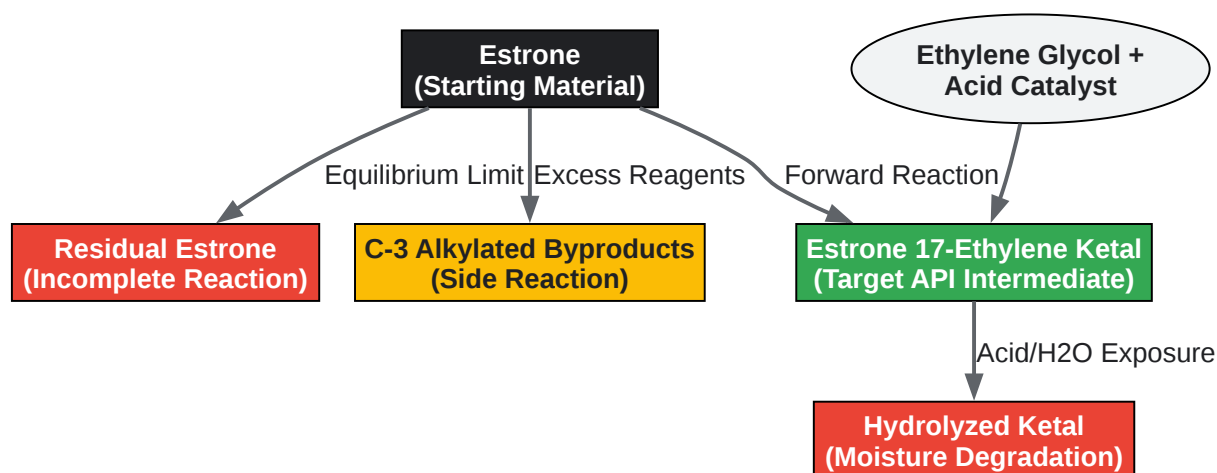 Estrone
(Starting Material)
Ethylene Glycol +
Acid Catalyst
Equilibrium Limit
Excess Reagents
Forward Reaction
Residual Estrone
(Incomplete Reaction)
C-3 Alkylated Byproducts
(Side Reaction)
Estrone 17-Ethylene Ketal
(Target API Intermediate)
Acid/H2O Exposure
Hydrolyzed Ketal
(Moisture Degradation)